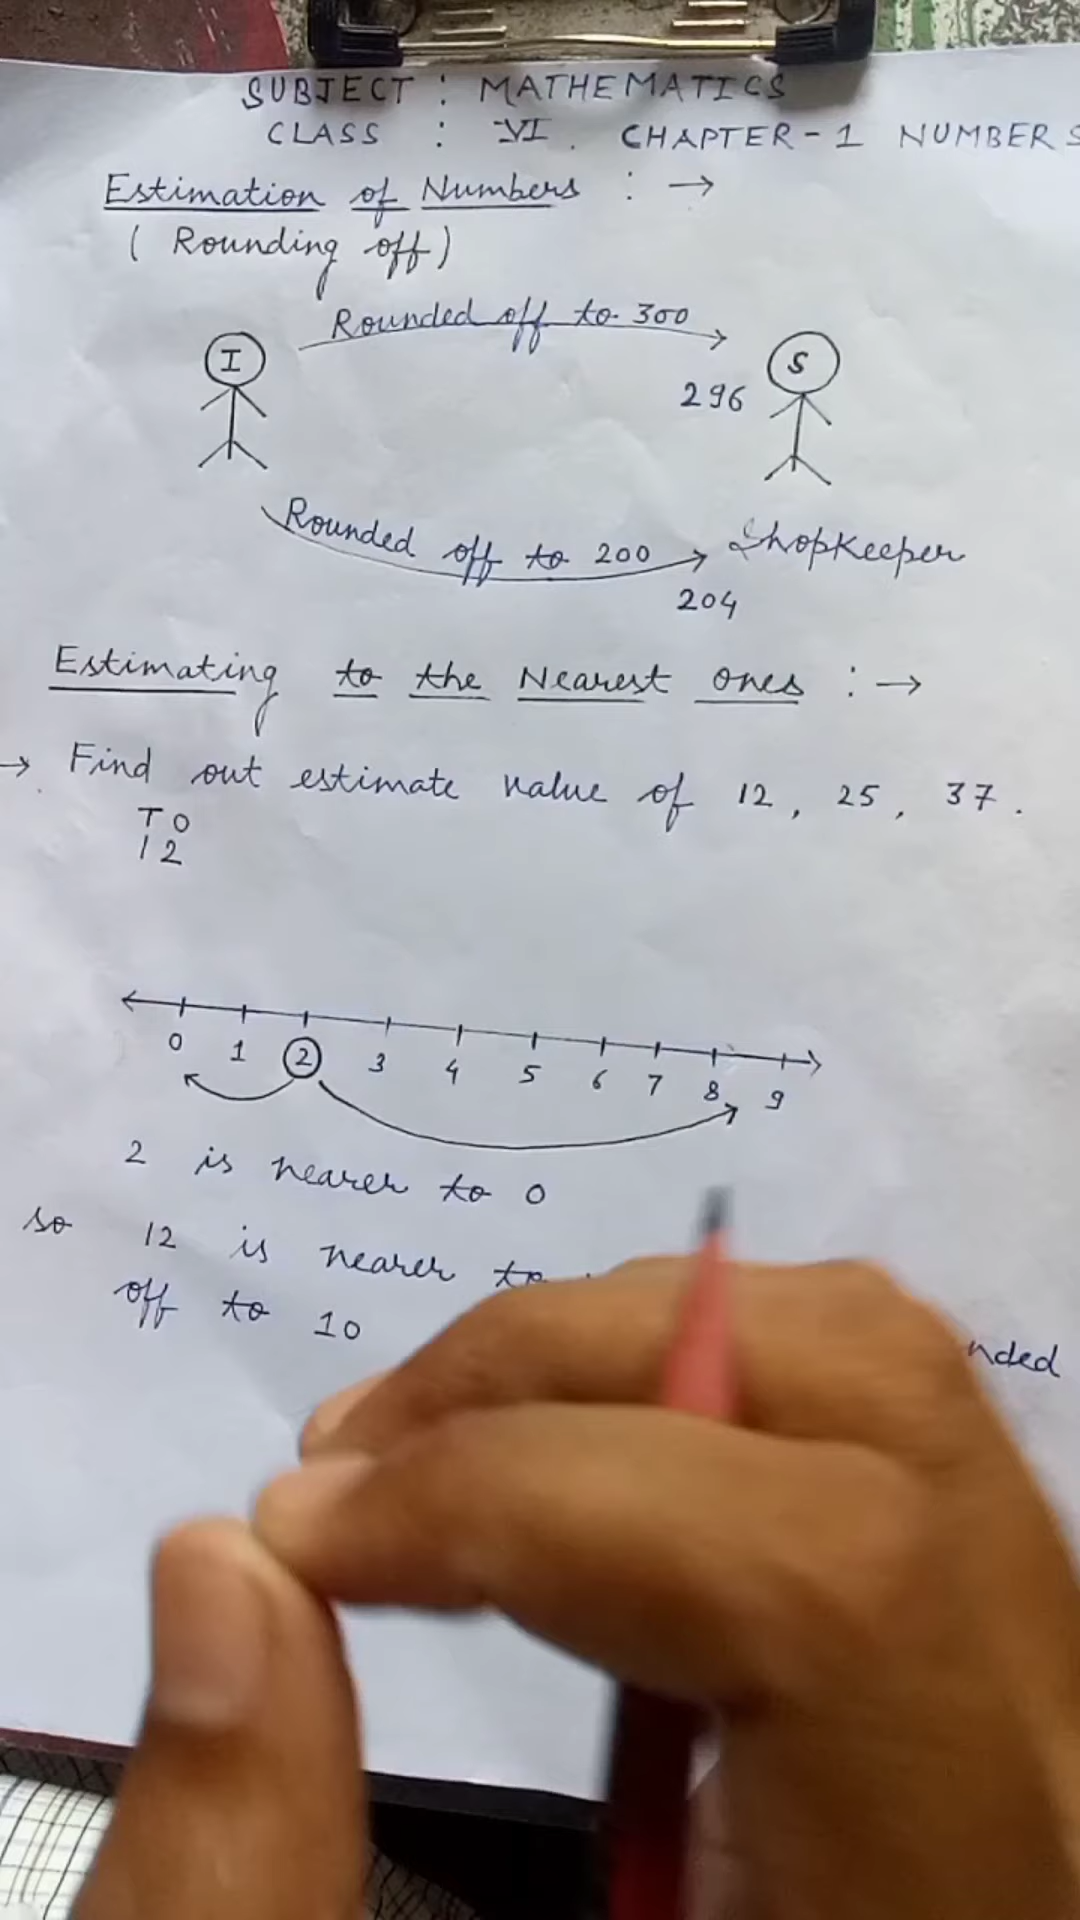 SUBJECT : MATHEMATICS
CLASS : VI. CHAPTER-1 NUMBERS
Estimation of Numbers : →
( Rounding off )
Rounded off to 300
I
S
296
Rounded off to 200
Shopkeeper
204
Estimating to the Nearest ones : →
→ Find out estimate value of 12, 25, 37.
T O
12
0 1 2 3 4 5 6 7 8 9
2 is nearer to 0
so 12 is nearer to
off to 10